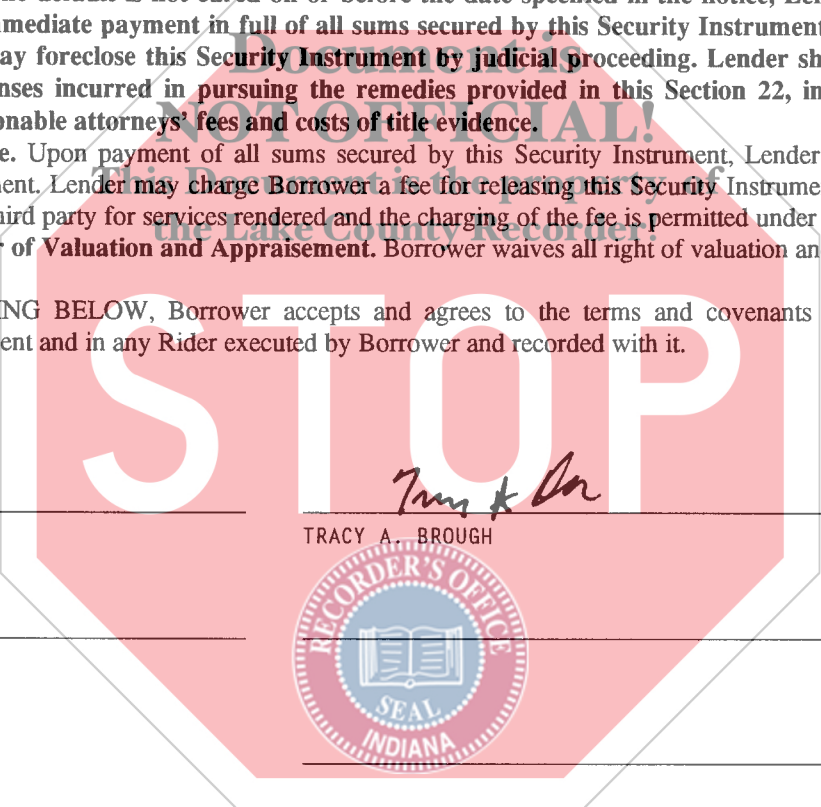 mmediate payment in full of all sums secured by this Security Instrument
ay foreclose this Security Instrument by judicial proceeding. Lender sh
nses incurred in pursuing the remedies provided in this Section 22, in
onable attorneys' fees and costs of title evidence.
e. Upon payment of all sums secured by this Security Instrument, Lender
ent. Lender may charge Borrower a fee for releasing this Security Instrume
hird party for services rendered and the charging of the fee is permitted under
r of Valuation and Appraisement. Borrower waives all right of valuation an
NG BELOW, Borrower accepts and agrees to the terms and covenants
ent and in any Rider executed by Borrower and recorded with it.
Document is
NOT OFFICIAL!
This Document is the property of
the Lake County Recorder!
STOP
TRACY A. BROUGH
RECORDER'S OFFICE
SEAL
INDIANA